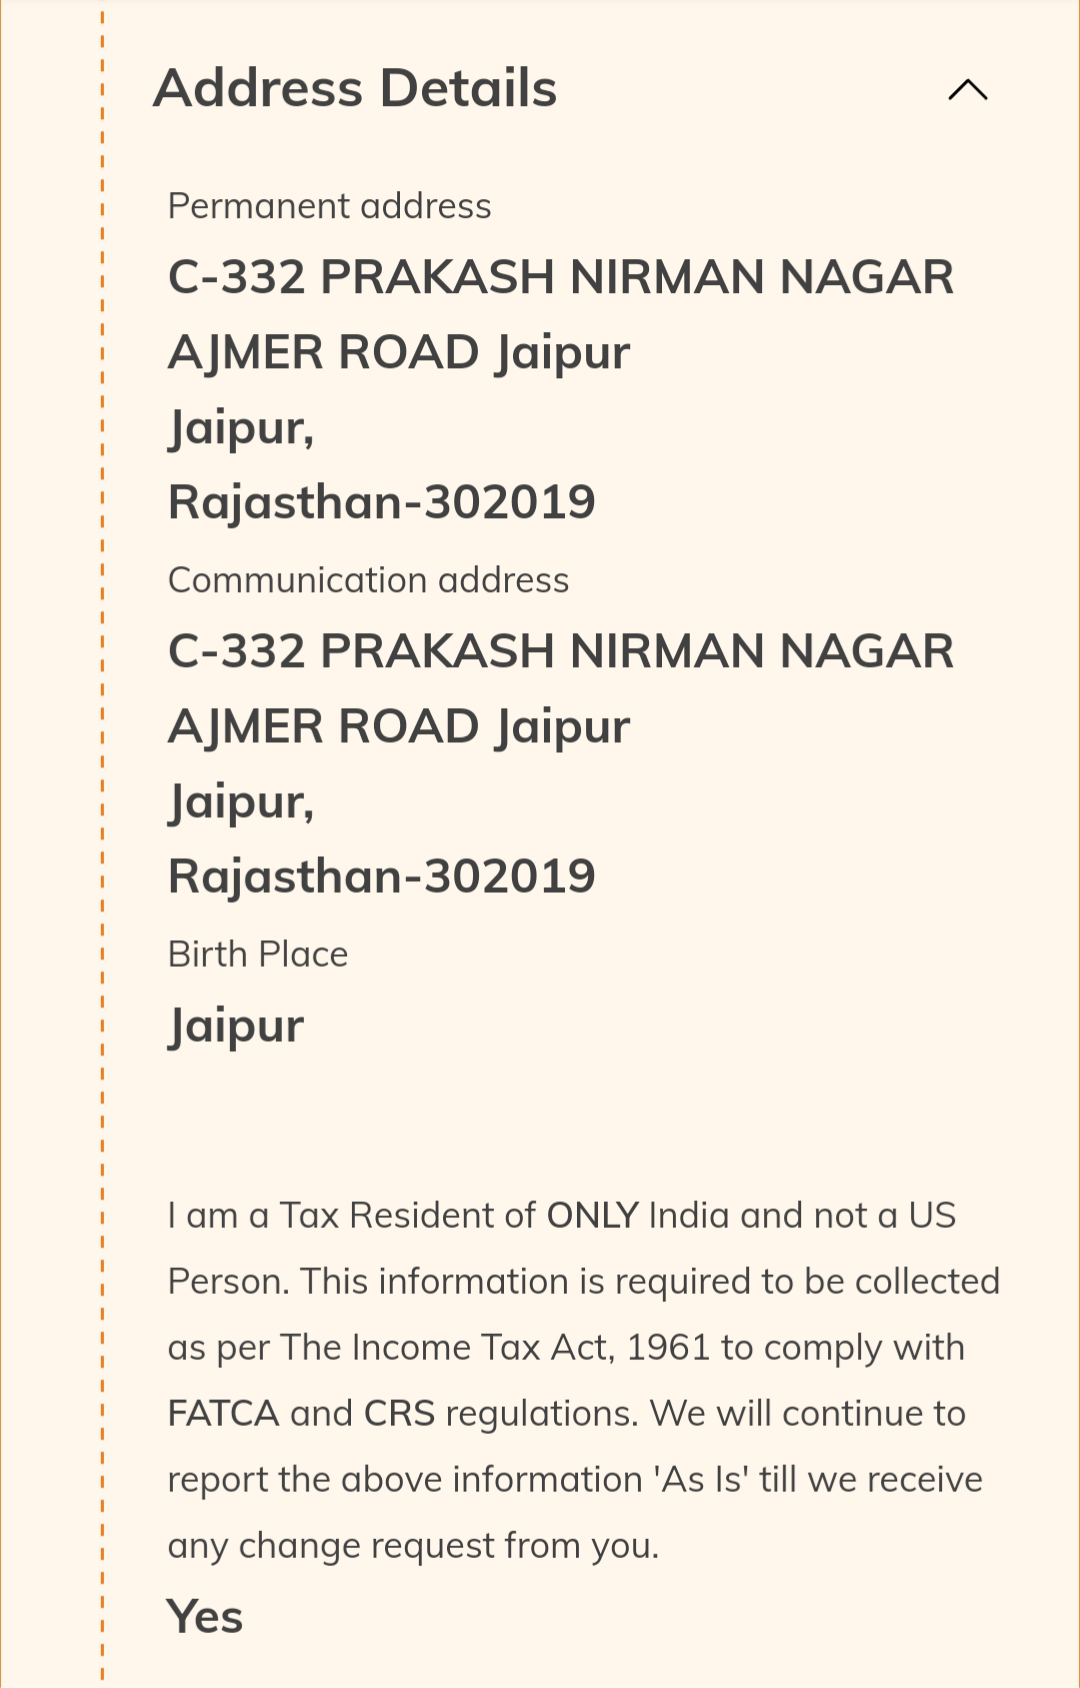 Address Details
Permanent address
C-332 PRAKASH NIRMAN NAGAR
AJMER ROAD Jaipur
Jaipur,
Rajasthan-302019
Communication address
C-332 PRAKASH NIRMAN NAGAR
AJMER ROAD Jaipur
Jaipur,
Rajasthan-302019
Birth Place
Jaipur
I am a Tax Resident of ONLY India and not a US
Person. This information is required to be collected
as per The Income Tax Act, 1961 to comply with
FATCA and CRS regulations. We will continue to
report the above information 'As Is' till we receive
any change request from you.
Yes